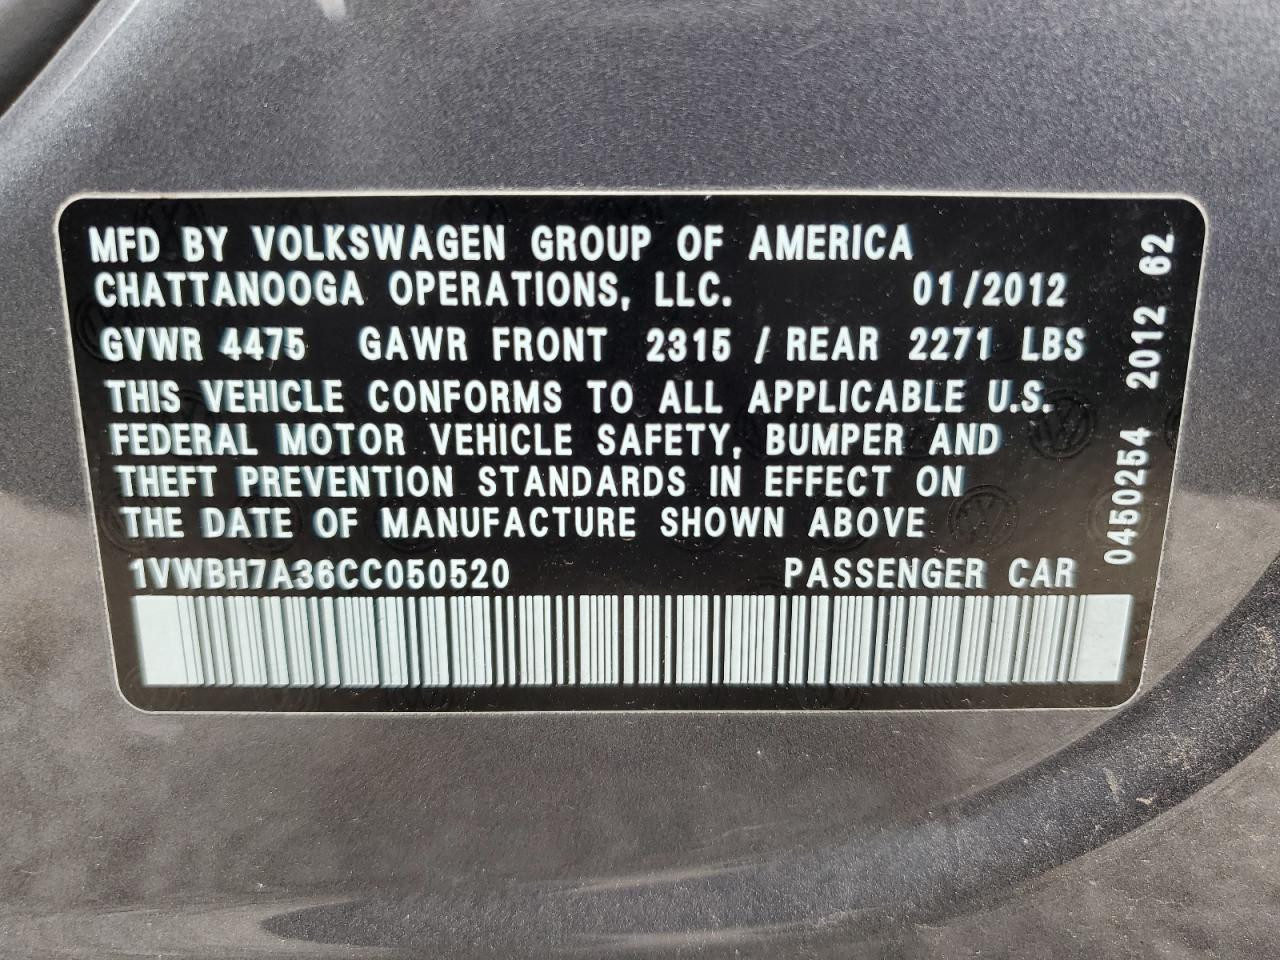 MFD BY VOLKSWAGEN GROUP OF AMERICA
CHATTANOOGA OPERATIONS, LLC. 01/2012
GVWR 4475 GAWR FRONT 2315 / REAR 2271 LBS
THIS VEHICLE CONFORMS TO ALL APPLICABLE U.S.
FEDERAL MOTOR VEHICLE SAFETY, BUMPER AND
THEFT PREVENTION STANDARDS IN EFFECT ON
THE DATE OF MANUFACTURE SHOWN ABOVE
1VWBH7A36CC050520 PASSENGER CAR
0450254 2012 62